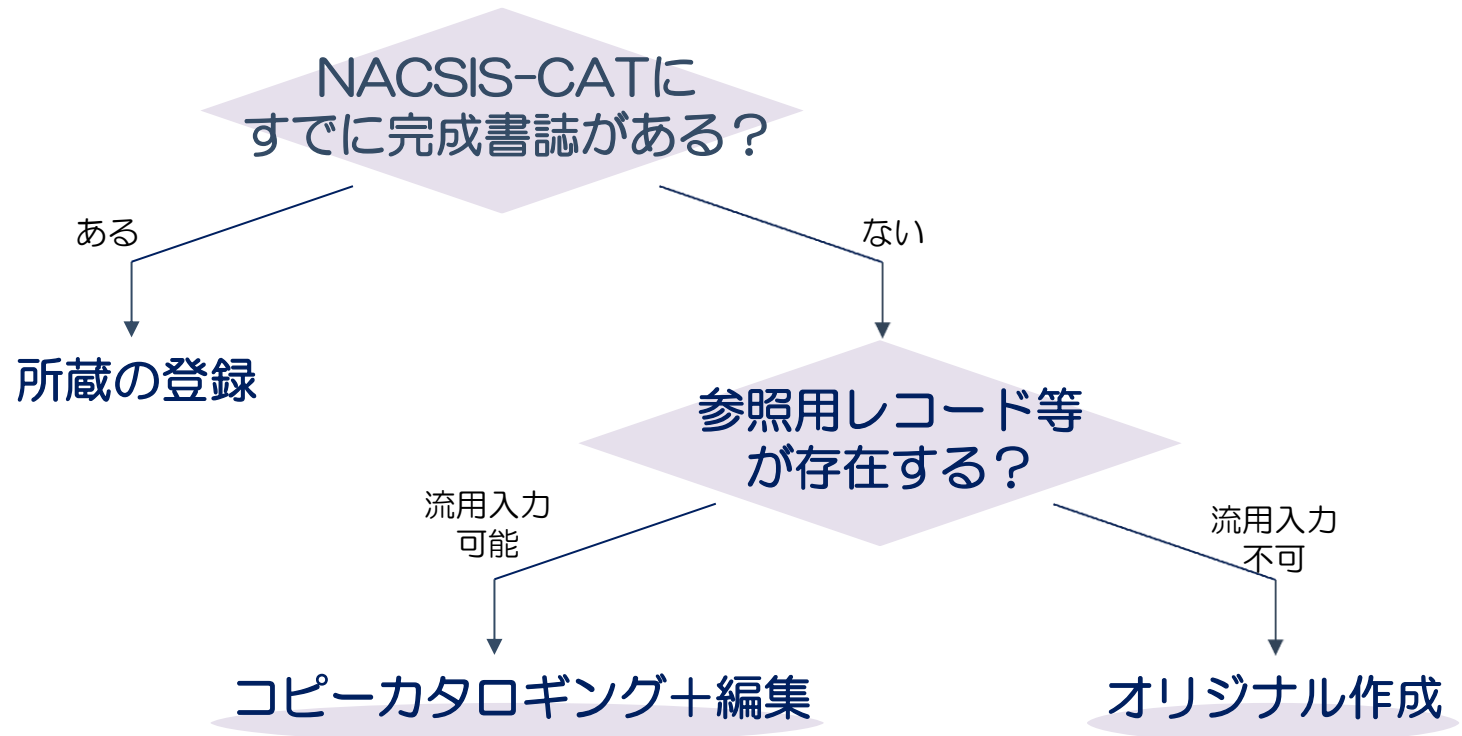 NACSIS-CATに
すでに完成書誌がある？
ある
ない
所蔵の登録
参照用レコード等
が存在する？
流用入力
可能
流用入力
不可
コピーカタロギング＋編集
オリジナル作成